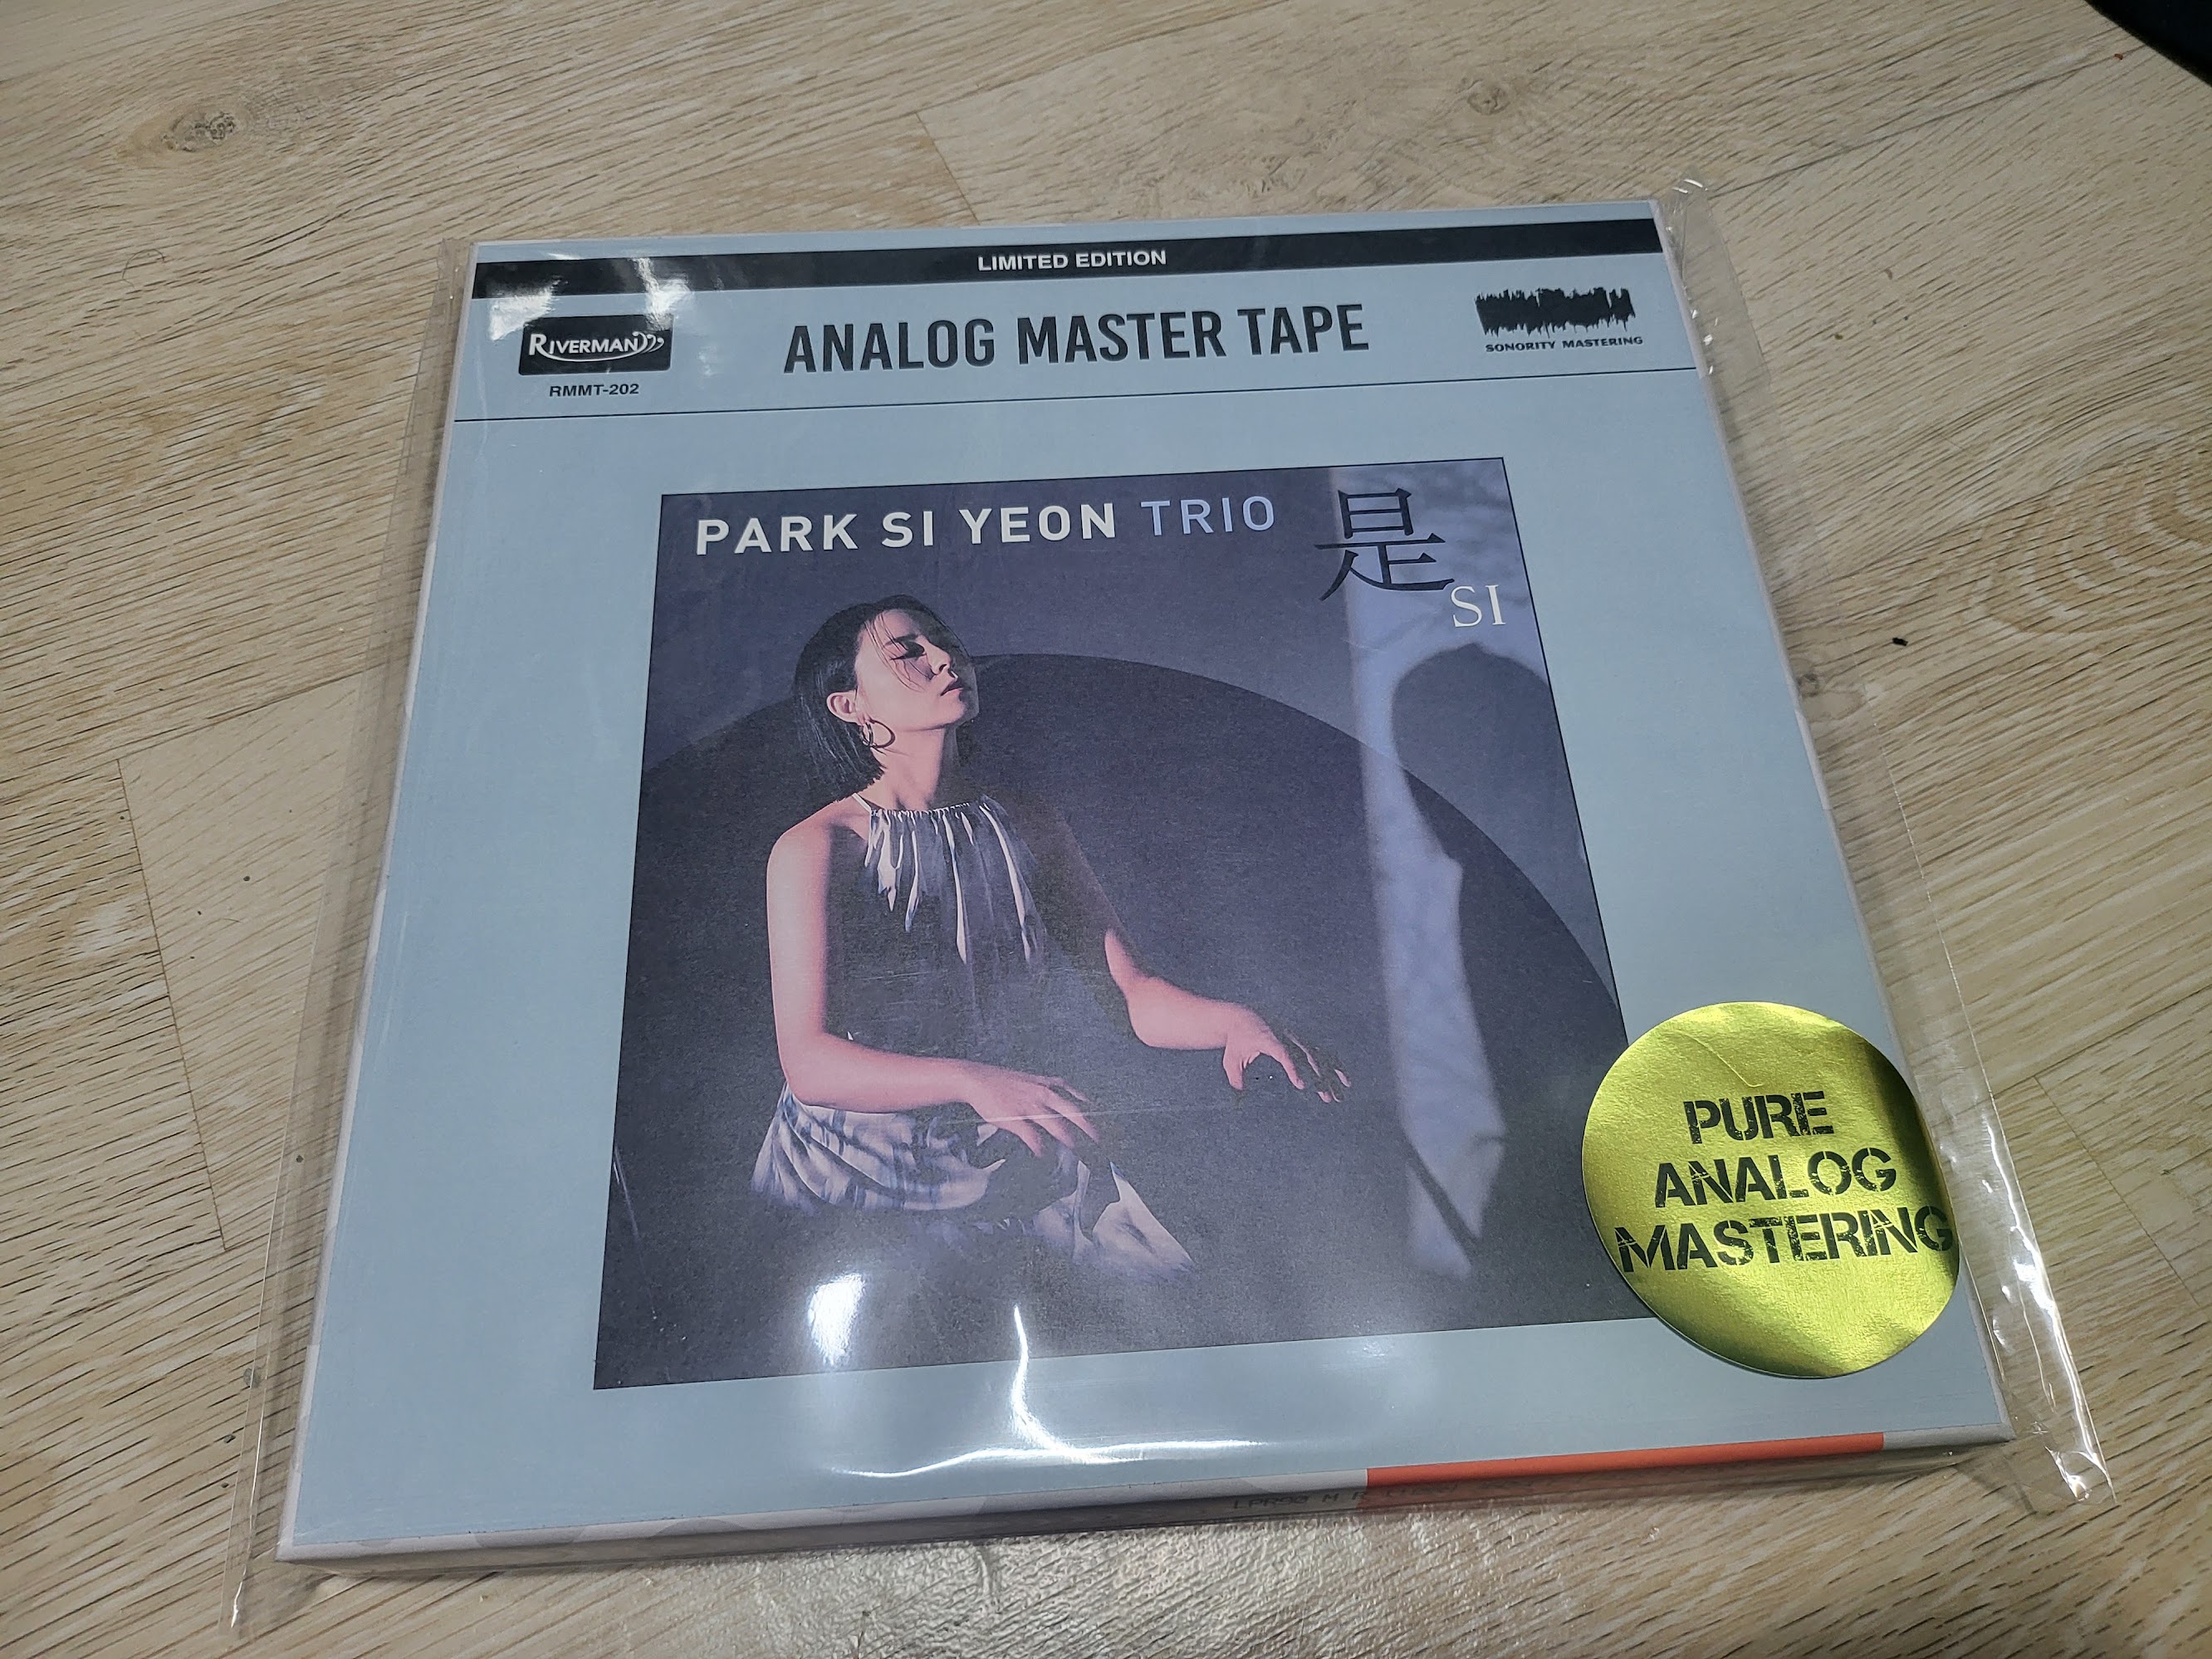 LIMITED EDITION
RIVERMAN
RMMT-202
ANALOG MASTER TAPE
SONORITY MASTERING
PARK SI YEON TRIO
是
SI
PURE
ANALOG
MASTERING